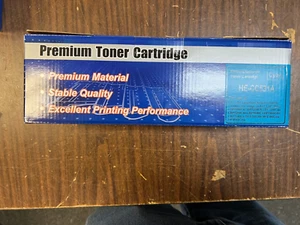 Premium Toner Cartridge
• Premium Material
• Stable Quality
• Excellent Printing Performance